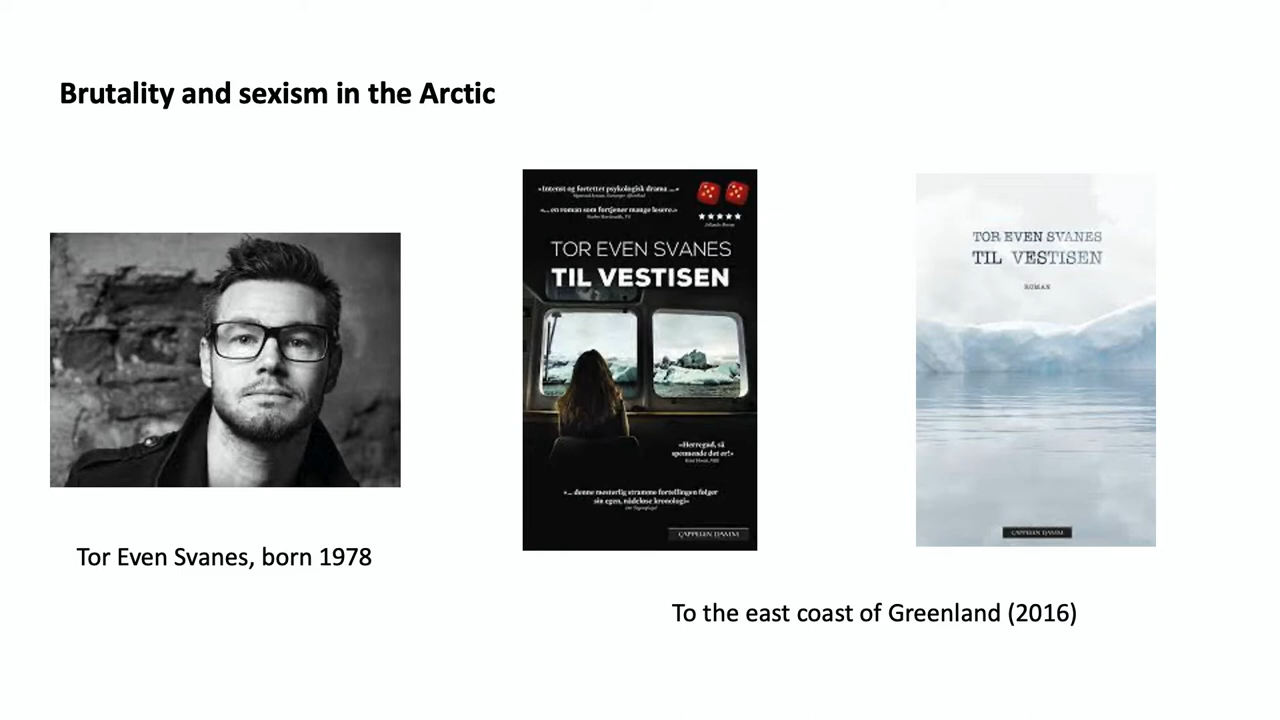 Brutality and sexism in the Arctic
«Intenst og fortettet psykologisk drama ...»
«... en roman som fortjener mange lesere.»
TOR EVEN SVANES
TIL VESTISEN
«Herregud, så
spennende det er!»
«... denne mesterlig stramme fortellingen følger
sin egen, nådeløse kronologi»
CAPPELEN DAMM
TOR EVEN SVANES
TIL VESTISEN
ROMAN
CAPPELEN DAMM
Tor Even Svanes, born 1978
To the east coast of Greenland (2016)